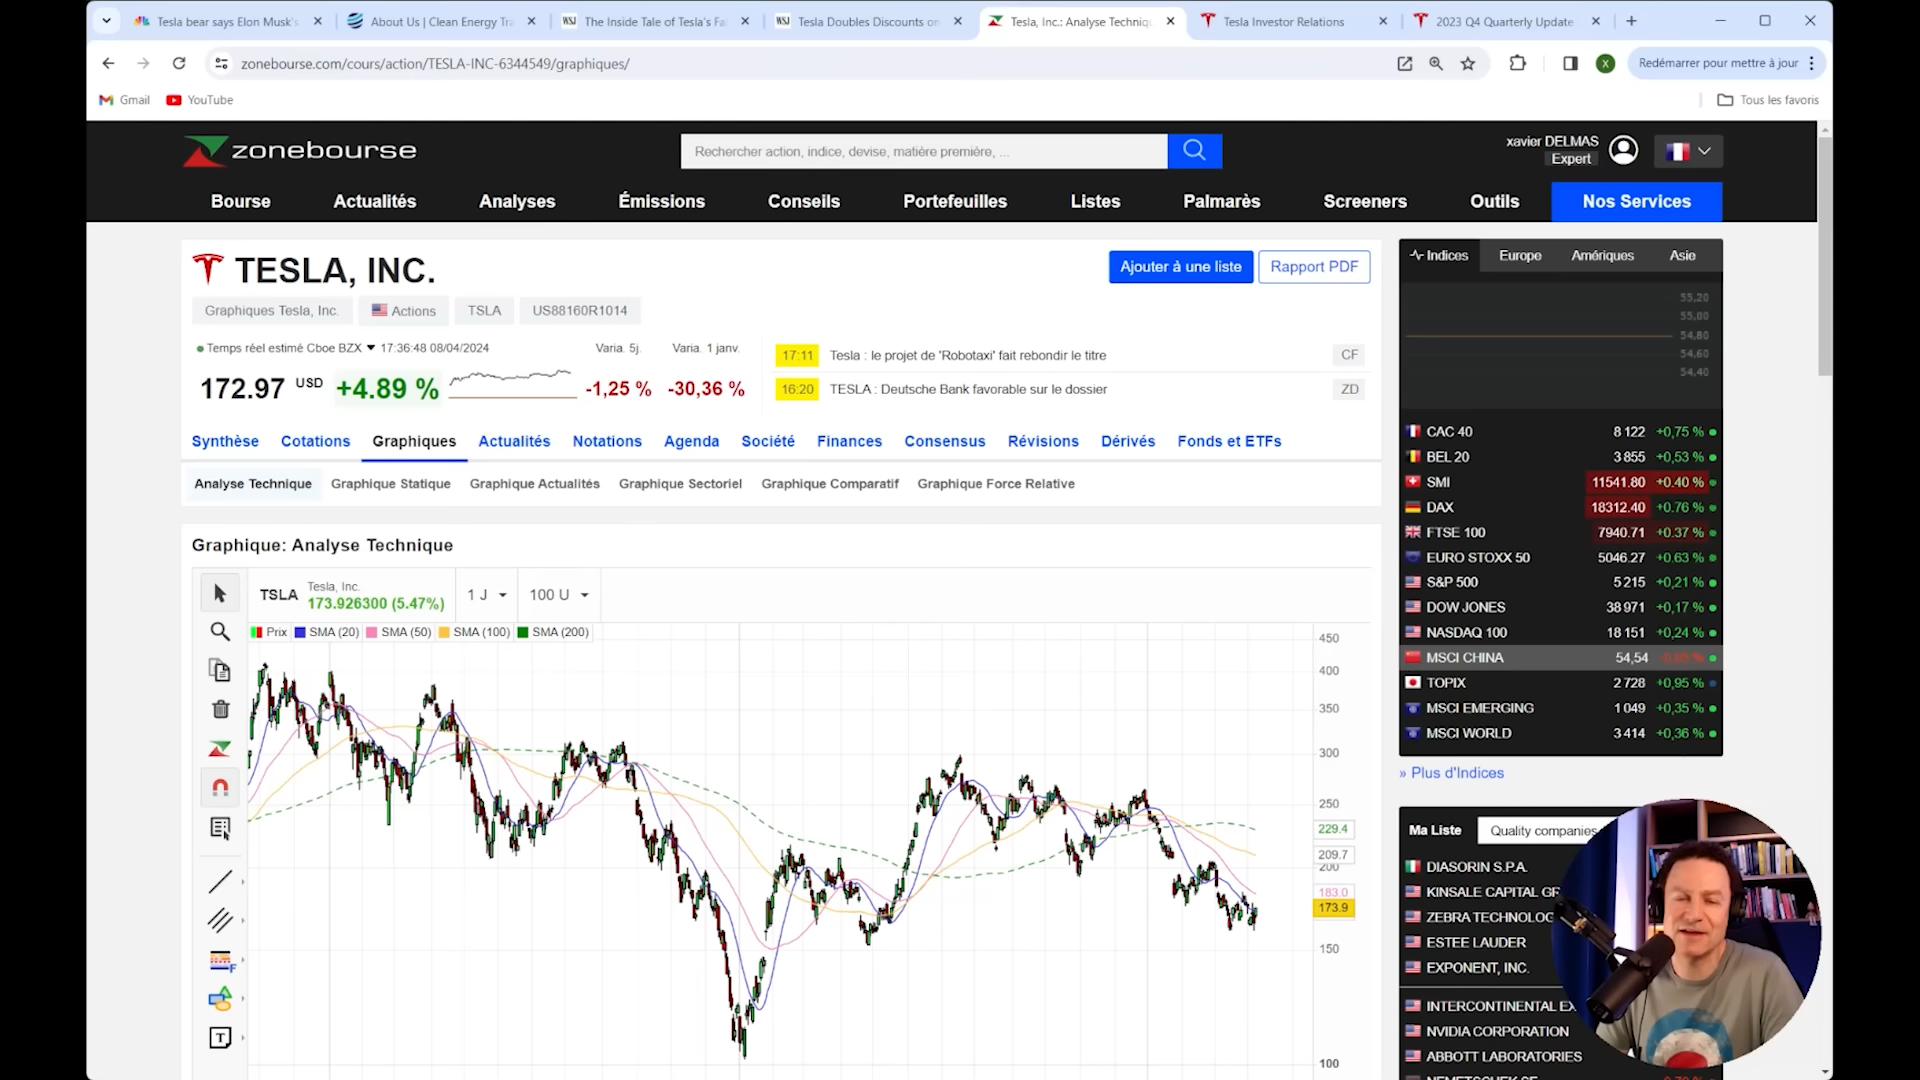 Tesla bear says Elon Musk's
About Us | Clean Energy Tra
WSJ The Inside Tale of Tesla's Fa
WSJ Tesla Doubles Discounts on
Tesla, Inc.: Analyse Techniqu
Tesla Investor Relations
2023 Q4 Quarterly Update
zonebourse.com/cours/action/TESLA-INC-6344549/graphiques/
X
Redémarrer pour mettre à jour
Gmail
YouTube
Tous les favoris
zonebourse
Rechercher action, indice, devise, matière première, ...
xavier DELMAS
Expert
Bourse
Actualités
Analyses
Émissions
Conseils
Portefeuilles
Listes
Palmarès
Screeners
Outils
Nos Services
TESLA, INC.
Ajouter à une liste
Rapport PDF
Graphiques Tesla, Inc.
Actions
TSLA
US88160R1014
Temps réel estimé Cboe BZX 17:36:48 08/04/2024
Varia. 5j.
Varia. 1 janv.
172.97 USD +4.89 %
-1,25 %
-30,36 %
17:11 Tesla : le projet de 'Robotaxi' fait rebondir le titre CF
16:20 TESLA : Deutsche Bank favorable sur le dossier ZD
Synthèse
Cotations
Graphiques
Actualités
Notations
Agenda
Société
Finances
Consensus
Révisions
Dérivés
Fonds et ETFs
Analyse Technique
Graphique Statique
Graphique Actualités
Graphique Sectoriel
Graphique Comparatif
Graphique Force Relative
Graphique: Analyse Technique
TSLA
Tesla, Inc.
173.926300 (5.47%)
1 J
100 U
Prix
SMA (20)
SMA (50)
SMA (100)
SMA (200)
450
400
350
300
250
229.4
209.7
200
183.0
173.9
150
100
T
Indices
Europe
Amériques
Asie
55,20
55,00
54,80
54,60
54,40
CAC 40 8 122 +0,75 %
BEL 20 3 855 +0,53 %
SMI 11541.80 +0.40 %
DAX 18312.40 +0.76 %
FTSE 100 7940.71 +0.37 %
EURO STOXX 50 5046.27 +0.63 %
S&P 500 5 215 +0,21 %
DOW JONES 38 971 +0,17 %
NASDAQ 100 18 151 +0,24 %
MSCI CHINA 54,54
TOPIX 2 728 +0,95 %
MSCI EMERGING 1 049 +0,35 %
MSCI WORLD 3 414 +0,36 %
» Plus d'Indices
Ma Liste
Quality companies
DIASORIN S.P.A.
KINSALE CAPITAL GR
ZEBRA TECHNOLOG
ESTEE LAUDER
EXPONENT, INC.
INTERCONTINENTAL EX
NVIDIA CORPORATION
ABBOTT LABORATORIES